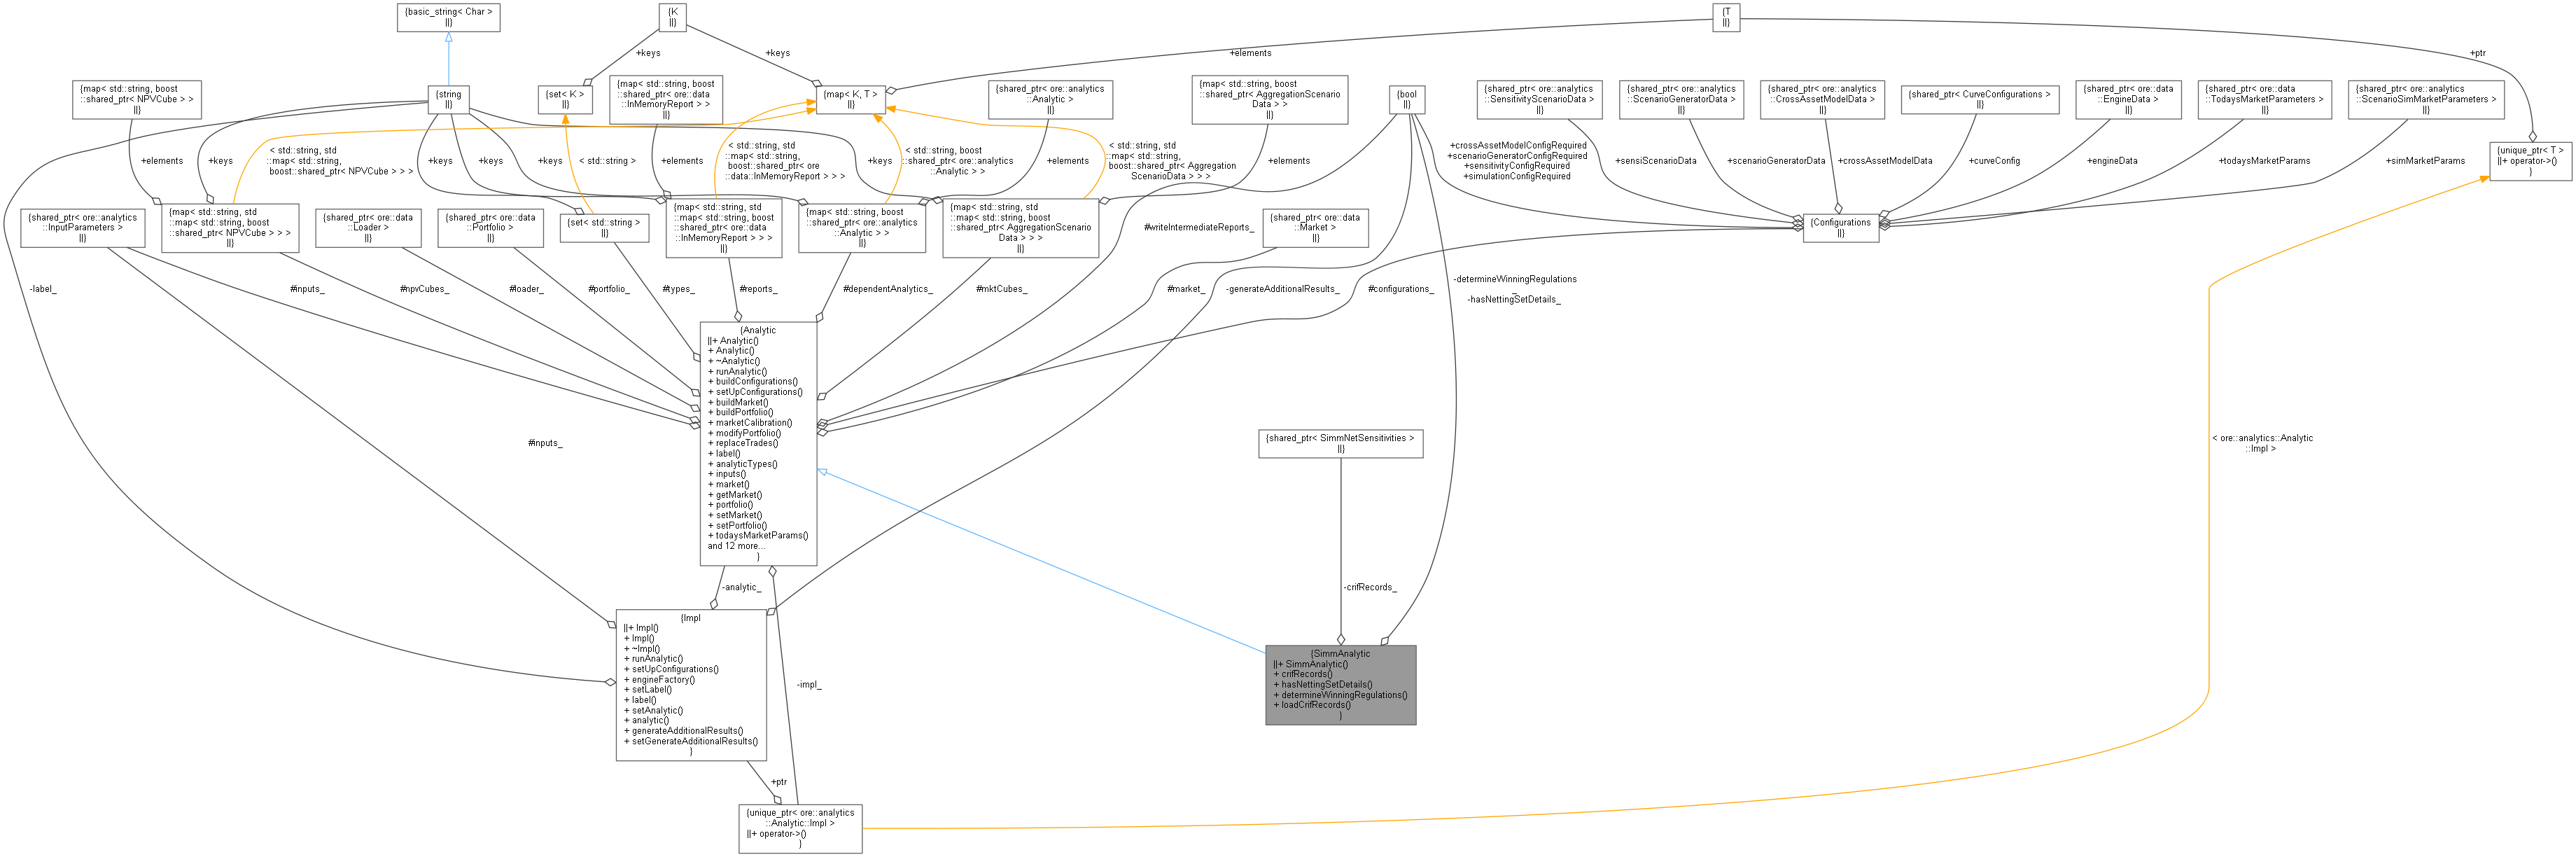 {basic_string< Char >
||}
{K
||}
{T
||}
+keys
+keys
+elements
+ptr
{map< std::string, boost
::shared_ptr< NPVCube > >
||}
{string
||}
{set< K >
||}
{map< std::string, boost
::shared_ptr< ore::data
::InMemoryReport > >
||}
{map< K, T >
||}
{shared_ptr< ore::analytics
::Analytic >
||}
{map< std::string, boost
::shared_ptr< AggregationScenario
Data > >
||}
{bool
||}
{shared_ptr< ore::analytics
::SensitivityScenarioData >
||}
{shared_ptr< ore::analytics
::ScenarioGeneratorData >
||}
{shared_ptr< ore::analytics
::CrossAssetModelData >
||}
{shared_ptr< CurveConfigurations >
||}
{shared_ptr< ore::data
::EngineData >
||}
{shared_ptr< ore::data
::TodaysMarketParameters >
||}
{shared_ptr< ore::analytics
::ScenarioSimMarketParameters >
||}
{unique_ptr< T >
||+ operator->()
}
+elements
+keys
< std::string, std
::map< std::string,
boost::shared_ptr< NPVCube > > >
+keys
+keys
+keys
< std::string >
+elements
< std::string, std
::map< std::string,
boost::shared_ptr< ore
::data::InMemoryReport > > >
+keys
< std::string, boost
::shared_ptr< ore::analytics
::Analytic > >
+elements
< std::string, std
::map< std::string,
boost::shared_ptr< Aggregation
ScenarioData > > >
+elements
+crossAssetModelConfigRequired
+scenarioGeneratorConfigRequired
+sensitivityConfigRequired
+simulationConfigRequired
+sensiScenarioData
+scenarioGeneratorData
+crossAssetModelData
+curveConfig
+engineData
+todaysMarketParams
+simMarketParams
{shared_ptr< ore::analytics
::InputParameters >
||}
{map< std::string, std
::map< std::string, boost
::shared_ptr< NPVCube > > >
||}
{shared_ptr< ore::data
::Loader >
||}
{shared_ptr< ore::data
::Portfolio >
||}
{set< std::string >
||}
{map< std::string, std
::map< std::string, boost
::shared_ptr< ore::data
::InMemoryReport > > >
||}
{map< std::string, boost
::shared_ptr< ore::analytics
::Analytic > >
||}
{map< std::string, std
::map< std::string, boost
::shared_ptr< AggregationScenario
Data > > >
||}
#writeIntermediateReports_
{shared_ptr< ore::data
::Market >
||}
{Configurations
||}
-label_
#inputs_
#npvCubes_
#loader_
#portfolio_
#types_
#reports_
#dependentAnalytics_
#mktCubes_
#market_
-generateAdditionalResults_
#configurations_
-determineWinningRegulations
_
-hasNettingSetDetails_
{Analytic
||+ Analytic()
+ Analytic()
+ ~Analytic()
+ runAnalytic()
+ buildConfigurations()
+ setUpConfigurations()
+ buildMarket()
+ buildPortfolio()
+ marketCalibration()
+ modifyPortfolio()
+ replaceTrades()
+ label()
+ analyticTypes()
+ inputs()
+ market()
+ getMarket()
+ portfolio()
+ setMarket()
+ setPortfolio()
+ todaysMarketParams()
and 12 more...
}
#inputs_
{shared_ptr< SimmNetSensitivities >
||}
< ore::analytics::Analytic
::Impl >
-analytic_
-crifRecords_
{Impl
||+ Impl()
+ Impl()
+ ~Impl()
+ runAnalytic()
+ setUpConfigurations()
+ engineFactory()
+ setLabel()
+ label()
+ setAnalytic()
+ analytic()
+ generateAdditionalResults()
+ setGenerateAdditionalResults()
}
-impl_
{SimmAnalytic
||+ SimmAnalytic()
+ crifRecords()
+ hasNettingSetDetails()
+ determineWinningRegulations()
+ loadCrifRecords()
}
+ptr
{unique_ptr< ore::analytics
::Analytic::Impl >
||+ operator->()
}